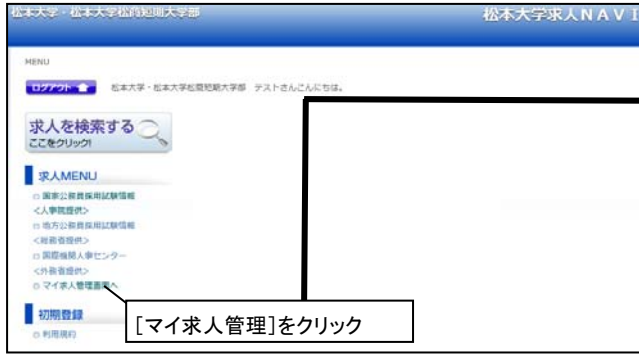 松本大学・松本大学松商短期大学部
松本大学求人NAVI
MENU
ログアウト
松本大学・松本大学松商短期大学部 テストさんこんにちは。
求人を検索する
ここをクリック!
求人MENU
国家公務員採用試験情報
<人事院提供>
地方公務員採用試験情報
<総務省提供>
国際機関人事センター
<外務省提供>
マイ求人管理画面へ
[マイ求人管理]をクリック
初期登録
利用規約